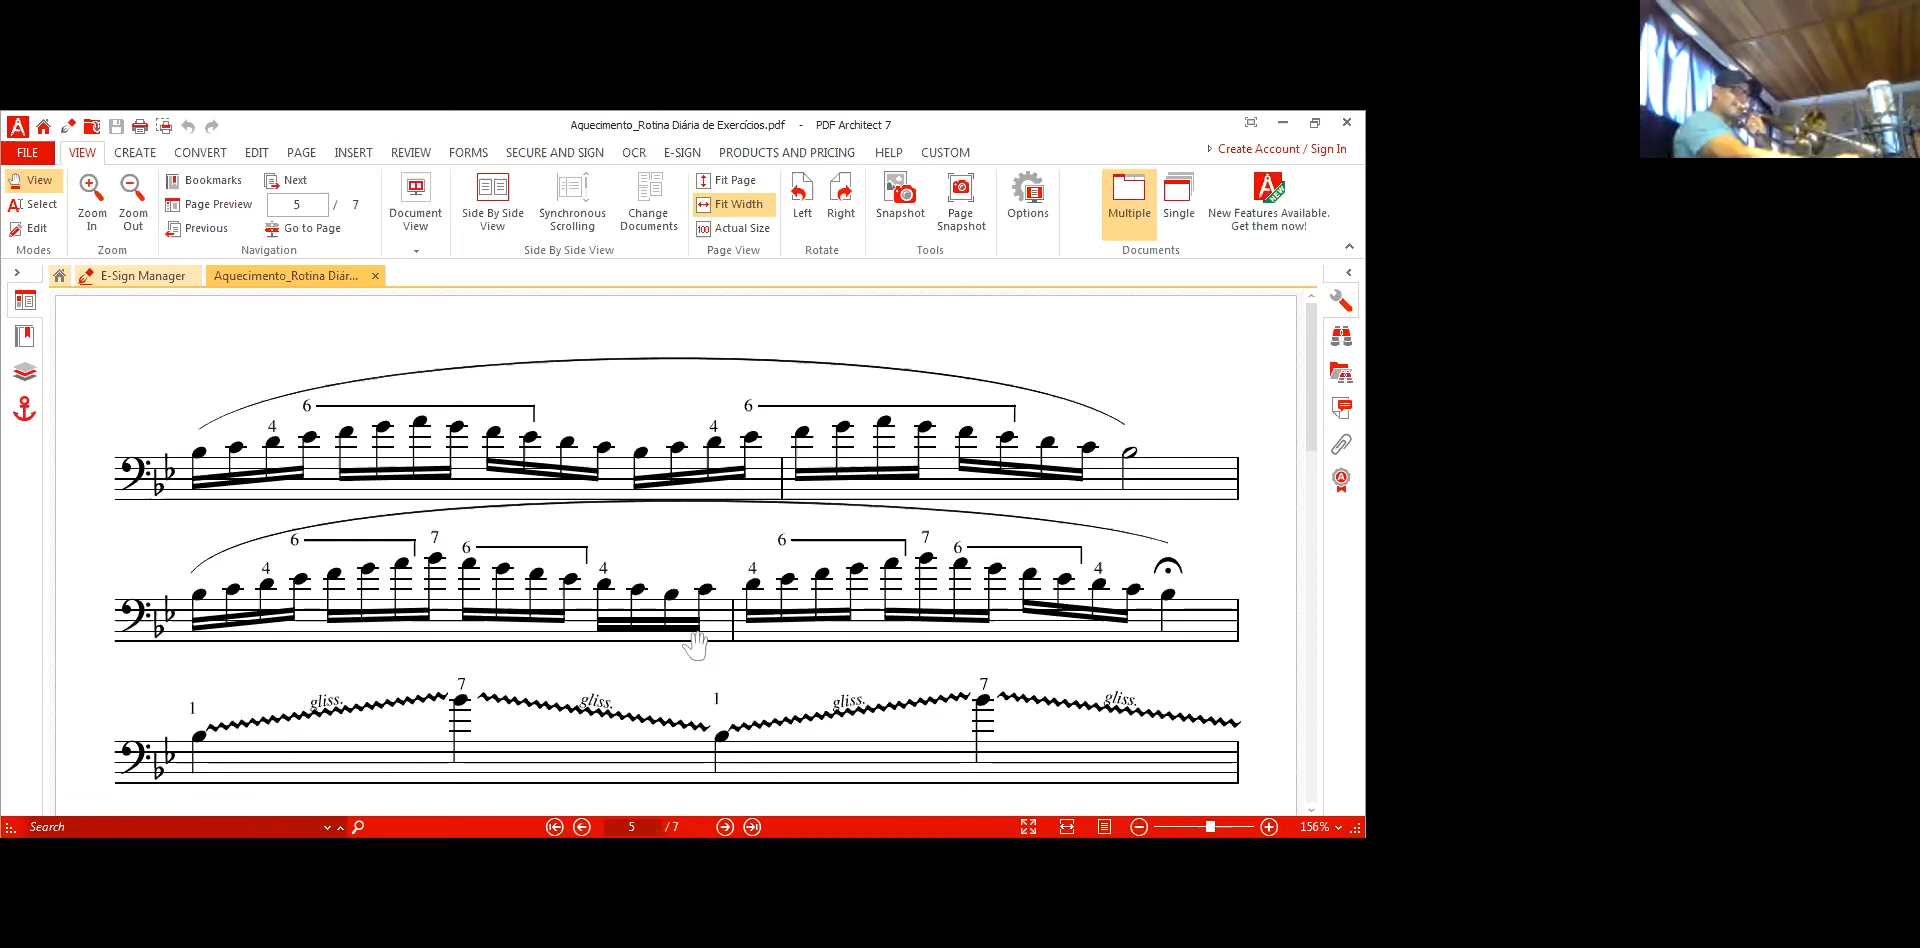 Aquecimento_Rotina Diária de Exercícios.pdf - PDF Architect 7
FILE VIEW CREATE CONVERT EDIT PAGE INSERT REVIEW FORMS SECURE AND SIGN OCR E-SIGN PRODUCTS AND PRICING HELP CUSTOM Create Account / Sign In
View
Select
Edit
Modes
Zoom In
Zoom Out
Zoom
Bookmarks Next
Page Preview 5 / 7
Previous Go to Page
Navigation
Document View
Side By Side View
Synchronous Scrolling
Change Documents
Side By Side View
Fit Page
Fit Width
100 Actual Size
Page View
Left Right
Rotate
Snapshot
Page Snapshot
Tools
Options
Multiple Single
New Features Available. Get them now!
Documents
E-Sign Manager Aquecimento_Rotina Diár...
6 6
4 4
6 7 6 4 6 7 6 4
4 4
1 gliss. 7 gliss. 1 gliss. 7 gliss.
Search 5 / 7 156%